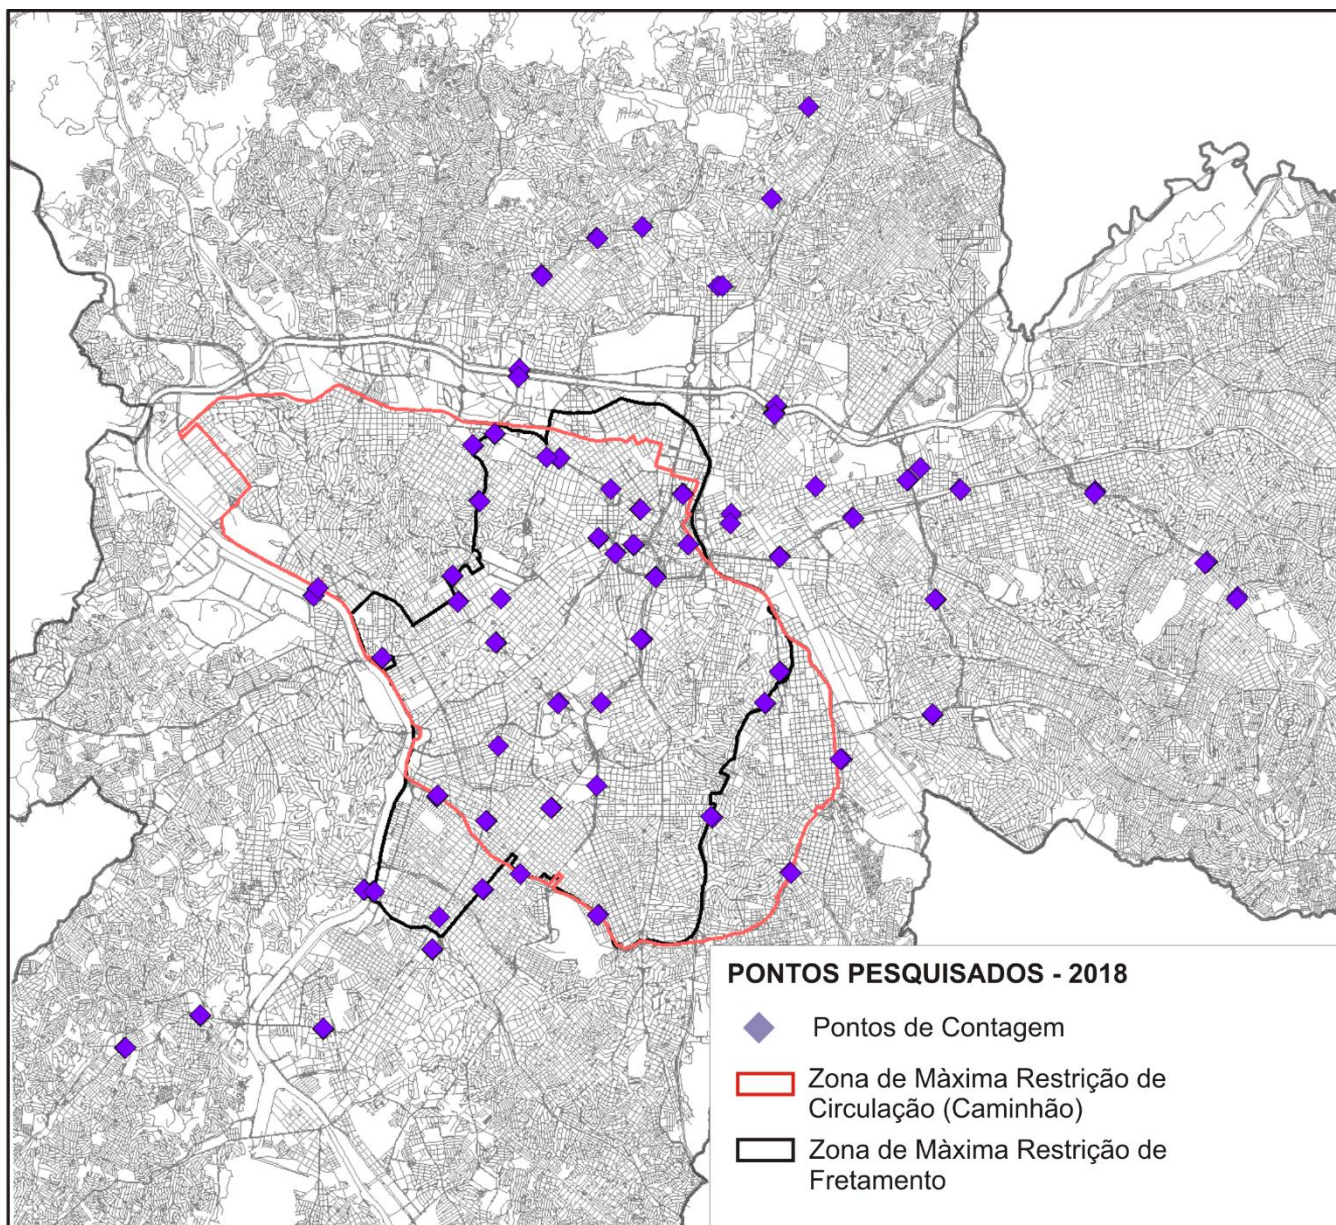 PONTOS PESQUISADOS - 2018
Pontos de Contagem
Zona de Màxima Restrição de
Circulação (Caminhão)
Zona de Màxima Restrição de
Fretamento